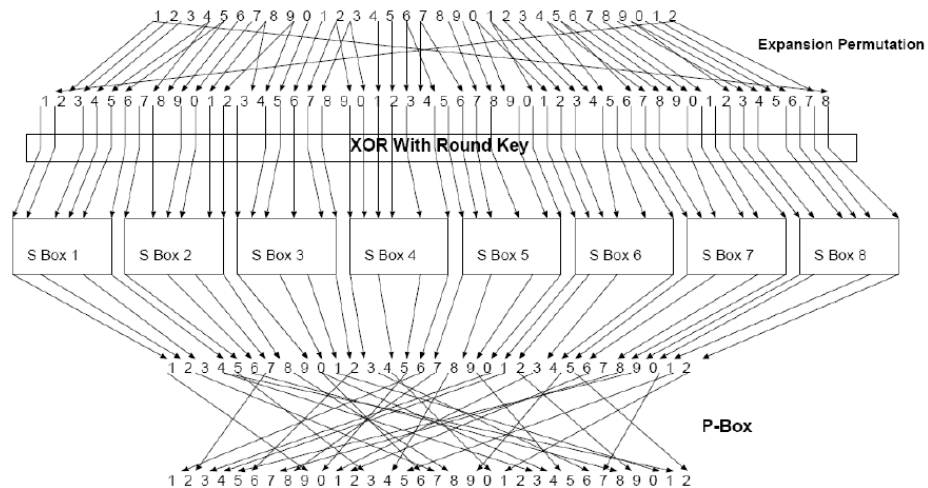 1 2 3 4 5 6 7 8 9 0 1 2 3 4 5 6 7 8 9 0 1 2 3 4 5 6 7 8 9 0 1 2
Expansion Permutation
1 2 3 4 5 6 7 8 9 0 1 2 3 4 5 6 7 8 9 0 1 2 3 4 5 6 7 8 9 0 1 2 3 4 5 6 7 8 9 0 1 2 3 4 5 6 7 8
XOR With Round Key
S Box 1 S Box 2 S Box 3 S Box 4 S Box 5 S Box 6 S Box 7 S Box 8
1 2 3 4 5 6 7 8 9 0 1 2 3 4 5 6 7 8 9 0 1 2 3 4 5 6 7 8 9 0 1 2
P-Box
1 2 3 4 5 6 7 8 9 0 1 2 3 4 5 6 7 8 9 0 1 2 3 4 5 6 7 8 9 0 1 2